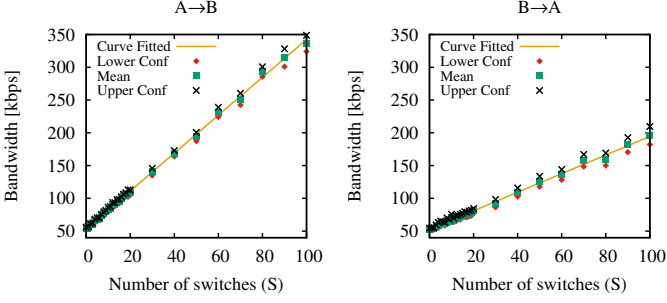 A→B
Bandwidth [kbps]
350
300
250
200
150
100
50
Curve Fitted
Lower Conf
Mean
Upper Conf
0 20 40 60 80 100
Number of switches (S)
B→A
Bandwidth [kbps]
350
300
250
200
150
100
50
Curve Fitted
Lower Conf
Mean
Upper Conf
0 20 40 60 80 100
Number of switches (S)